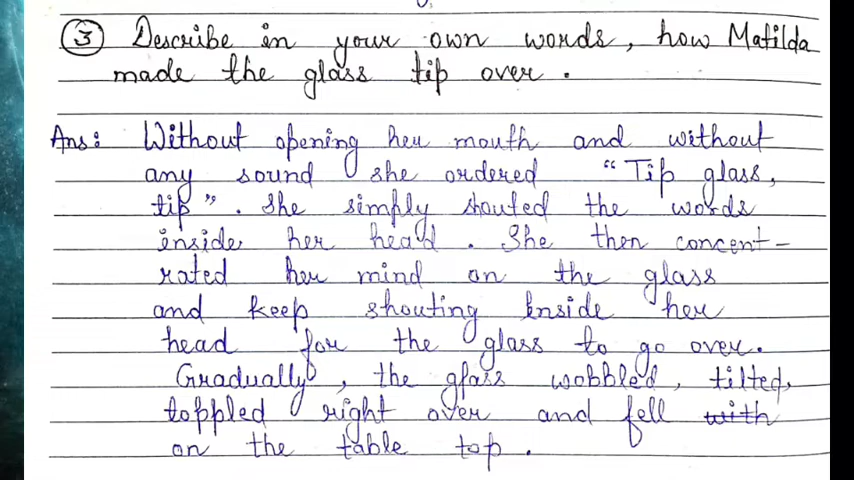 ③ Describe in your own words, how Matilda
made the glass tip over.
Ans: Without opening her mouth and without
any sound she ordered "Tip glass,
tip". She simply shouted the words
inside her head. She then concent-
rated her mind on the glass
and keep shouting inside her
head for the glass to go over.
Gradually, the glass wobbled, tilted,
toppled right over and fell with
on the table top.